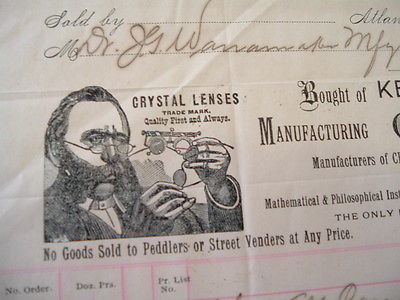 Sold by Atlan
M Dr. J G Wanamaker Mfg
CRYSTAL LENSES
TRADE MARK.
Quality First and Always.
Bought of KE
MANUFACTURING
Manufacturers of C
Mathematical & Philosophical Inst
THE ONLY
No Goods Sold to Peddlers or Street Venders at Any Price.
No. Order. Doz. Prs. Pr. List
No.